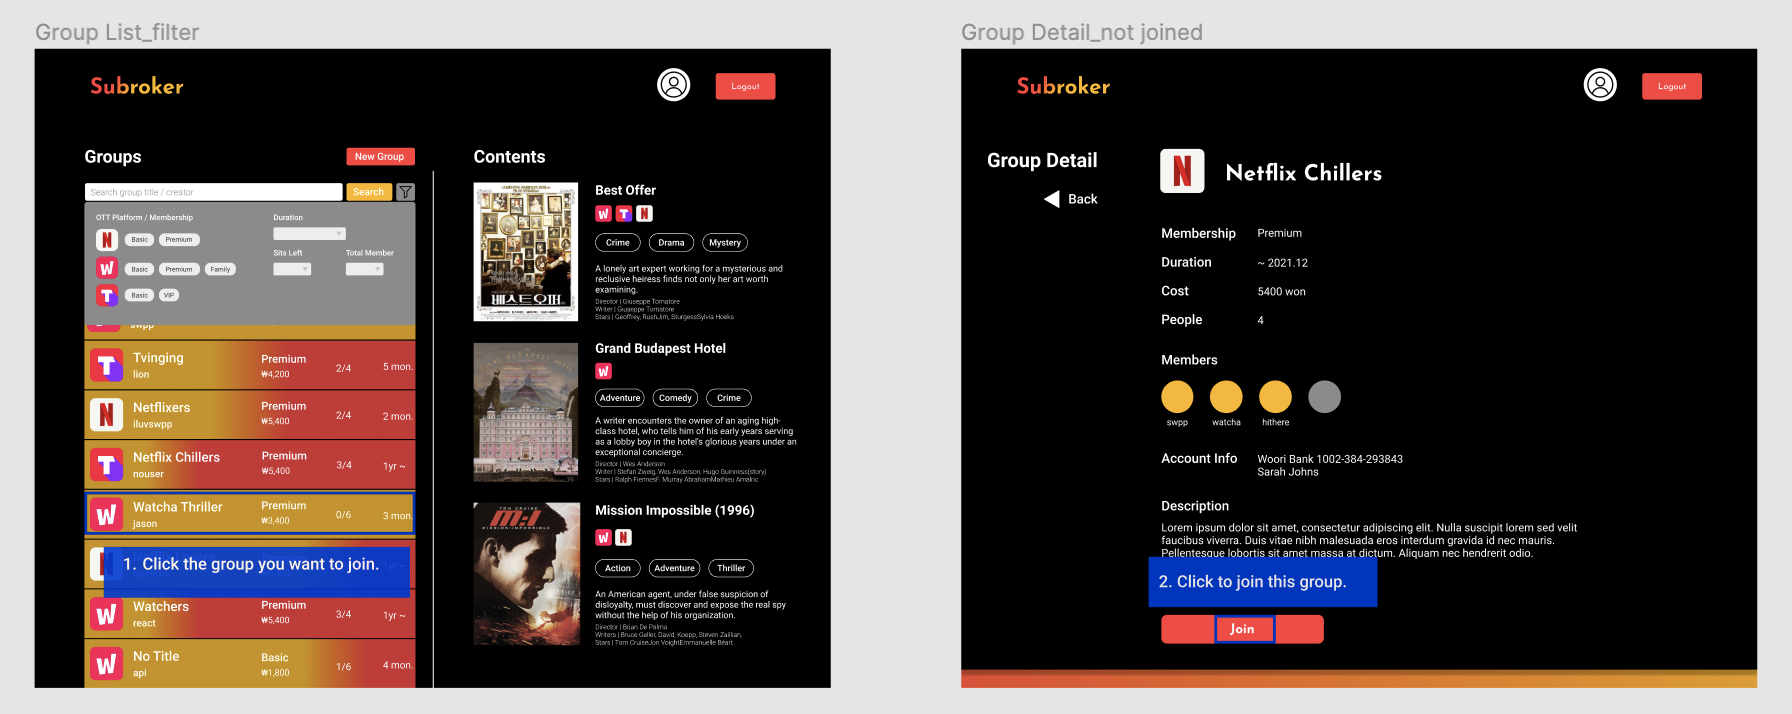 Group List_filter
Subroker
Logout
Groups
New Group
Search group title / creator
Search
OTT Platform / Membership
Duration
Basic
Premium
Sits Left
Total Member
Basic
Premium
Family
Basic
VIP
swpp
Tvinging
lion
Premium
₩4,200
2/4
5 mon.
Netflixers
iluvswpp
Premium
₩5,400
2/4
2 mon.
Netflix Chillers
nouser
Premium
₩5,400
3/4
1yr ~
Watcha Thriller
jason
Premium
₩3,400
0/6
3 mon.
1. Click the group you want to join.
Watchers
react
Premium
₩5,400
3/4
1yr ~
No Title
api
Basic
₩1,800
1/6
4 mon.
Contents
베스트오퍼
Best Offer
Crime
Drama
Mystery
A lonely art expert working for a mysterious and
reclusive heiress finds not only her art worth
examining.
Director | Giuseppe Tornatore
Writer | Giuseppe Tornatore
Stars | Geoffrey, RushJim, SturgessSylvia Hoeks
Grand Budapest Hotel
Adventure
Comedy
Crime
A writer encounters the owner of an aging high-
class hotel, who tells him of his early years serving
as a lobby boy in the hotel's glorious years under an
exceptional concierge.
Director | Wes Anderson
Writer | Stefan Zweig, Wes Anderson, Hugo Guinness(story)
Stars | Ralph FiennesF. Murray AbrahamMathieu Amalric
TOM CRUISE
M:I
MISSION:IMPOSSIBLE
Mission Impossible (1996)
Action
Adventure
Thriller
An American agent, under false suspicion of
disloyalty, must discover and expose the real spy
without the help of his organization.
Director | Brian De Palma
Writers | Bruce Geller, David, Koepp, Steven Zaillian,
Stars | Tom CruiseJon VoightEmmanuelle Béart
Group Detail_not joined
Subroker
Logout
Group Detail
Back
Netflix Chillers
Membership
Premium
Duration
~ 2021.12
Cost
5400 won
People
4
Members
swpp
watcha
hithere
Account Info
Woori Bank 1002-384-293843
Sarah Johns
Description
Lorem ipsum dolor sit amet, consectetur adipiscing elit. Nulla suscipit lorem sed velit
faucibus viverra. Duis vitae nibh malesuada eros interdum gravida id nec mauris.
Pellentesque lobortis sit amet massa at dictum. Aliquam nec hendrerit odio.
2. Click to join this group.
Join